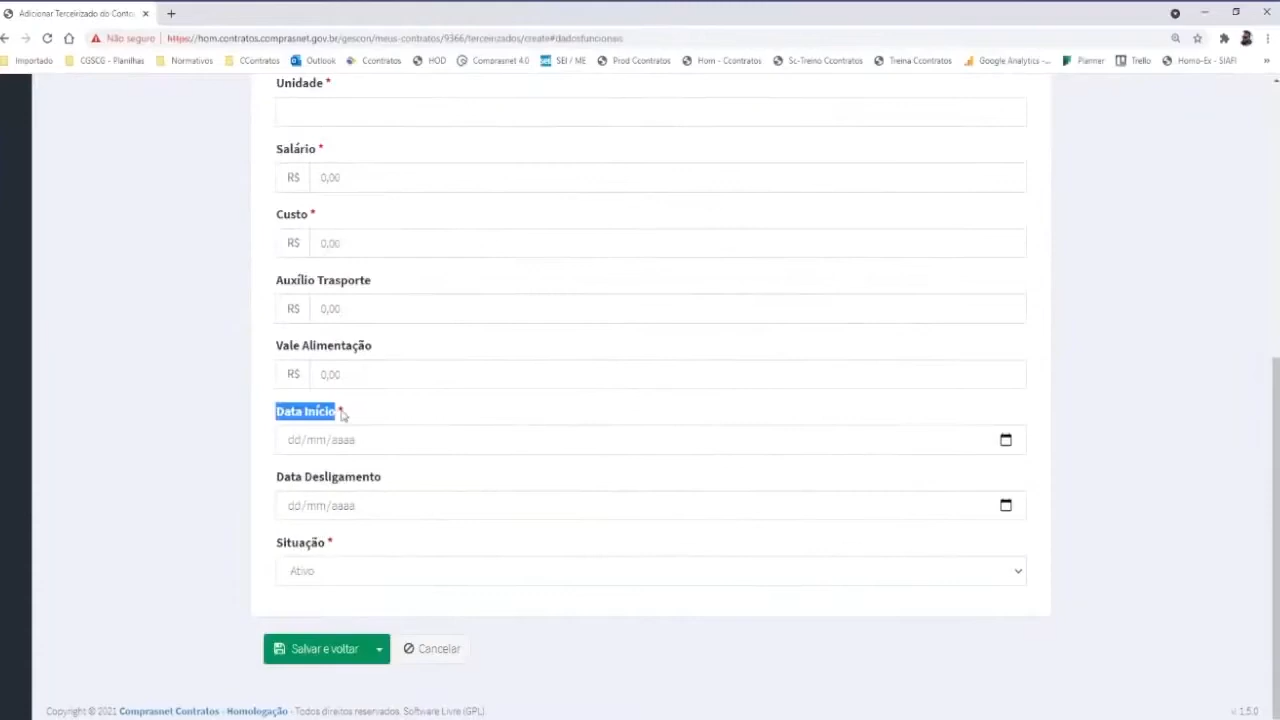 Adicionar Terceirizado do Conto
Não seguro https://hom.contratos.comprasnet.gov.br/gescon/meus-contratos/9366/terceirizados/create#dadosfuncionais
Importado CGSCG - Planilhas Normativos CContratos Outlook Ccontratos HOD Comprasnet 4.0 SEI / ME Prod Ccontratos Hom - Ccontratos Sc-Treino Ccontratos Treina Ccontratos Google Analytics -... Planner Trello Homo-Ex - SIAFI »
Unidade *
Salário *
R$ 0,00
Custo *
R$ 0,00
Auxílio Trasporte
R$ 0,00
Vale Alimentação
R$ 0,00
Data Início *
dd/mm/aaaa
Data Desligamento
dd/mm/aaaa
Situação *
Ativo
Salvar e voltar Cancelar
Copyright © 2021 Comprasnet Contratos - Homologação - Todos direitos reservados. Software Livre (GPL) v 1.5.0